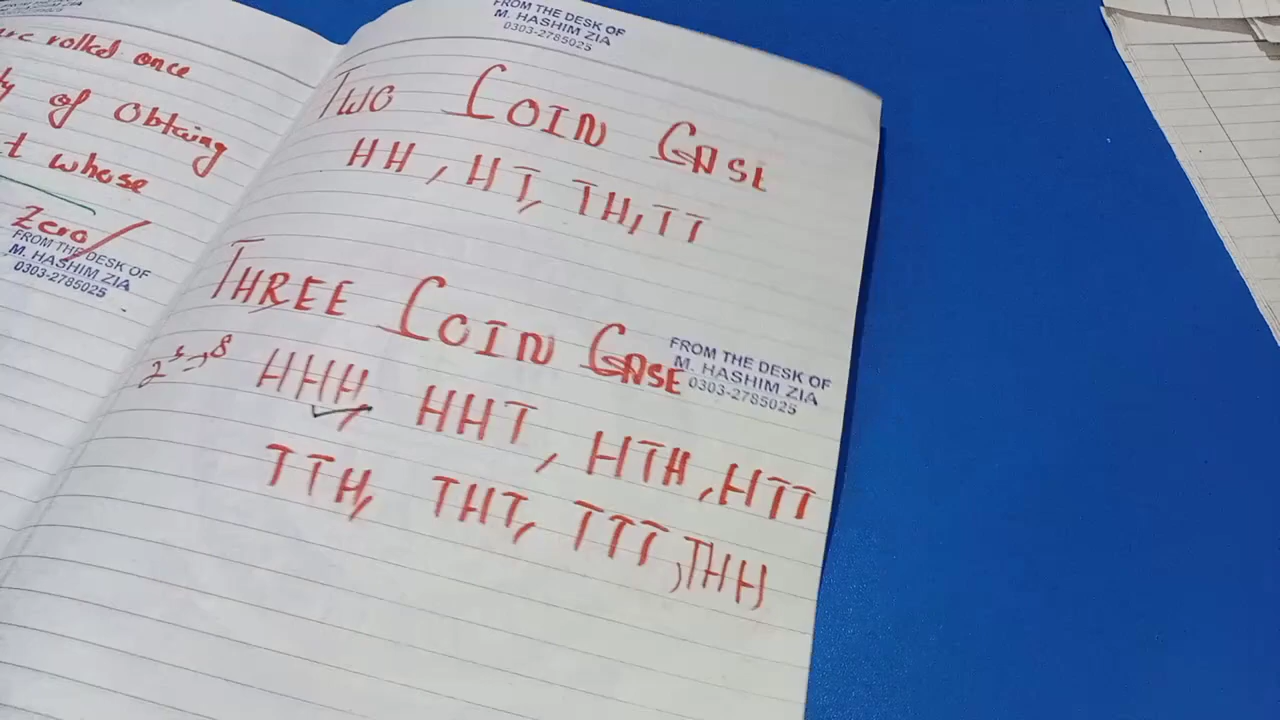 are rolled once
of Obtaing
whose
Zero
FROM THE DESK OF
M. HASHIM ZIA
0303-2785025
FROM THE DESK OF
M. HASHIM ZIA
0303-2785025
TWO COIN CASE
HH, HT, TH, TT
THREE COIN CASE
FROM THE DESK OF
M. HASHIM ZIA
0303-2785025
HHH, HHT, HTH, HTT
TTH, THT, TTT, THH